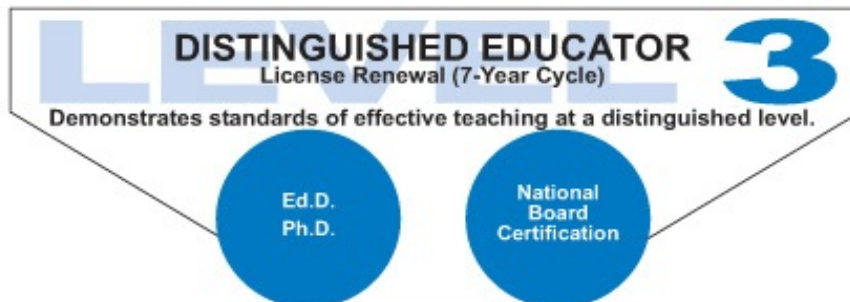 LEVEL 3
DISTINGUISHED EDUCATOR
License Renewal (7-Year Cycle)
Demonstrates standards of effective teaching at a distinguished level.
Ed.D.
Ph.D.
National
Board
Certification